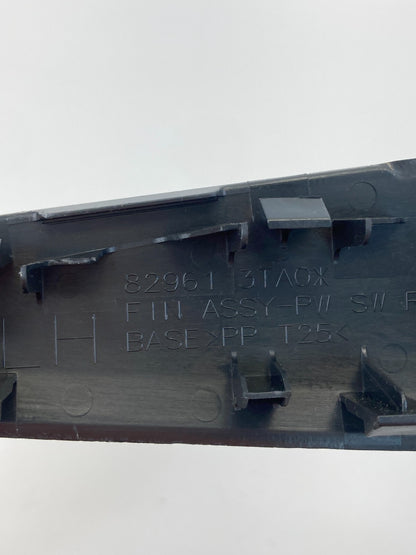 82961 3TA0X
FIN ASSY-P// S// F
BASE>PP T25<
LH